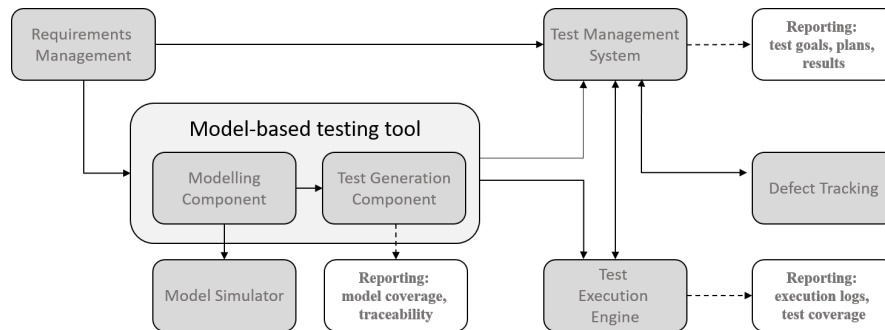 Requirements
Management
Test Management
System
Reporting:
test goals, plans,
results
Model-based testing tool
Modelling
Component
Test Generation
Component
Defect Tracking
Model Simulator
Reporting:
model coverage,
traceability
Test
Execution
Engine
Reporting:
execution logs,
test coverage